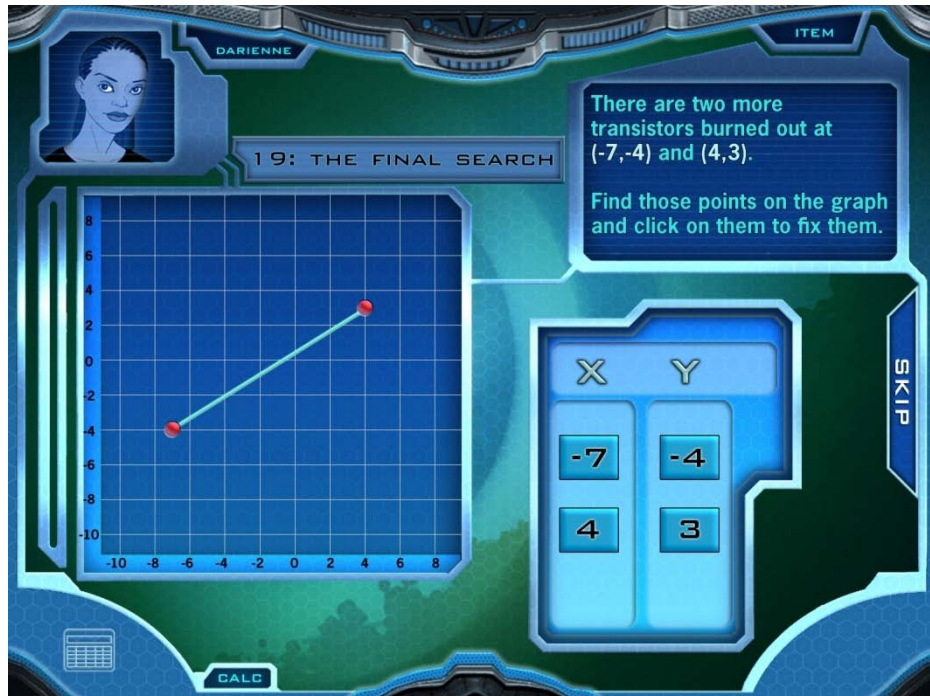 DARIENNE
ITEM
There are two more
transistors burned out at
(-7,-4) and (4,3).
Find those points on the graph
and click on them to fix them.
19: THE FINAL SEARCH
8
6
4
2
0
-2
-4
-6
-8
-10
-10 -8 -6 -4 -2 0 2 4 6 8
X Y
-7 -4
4 3
SKIP
CALC